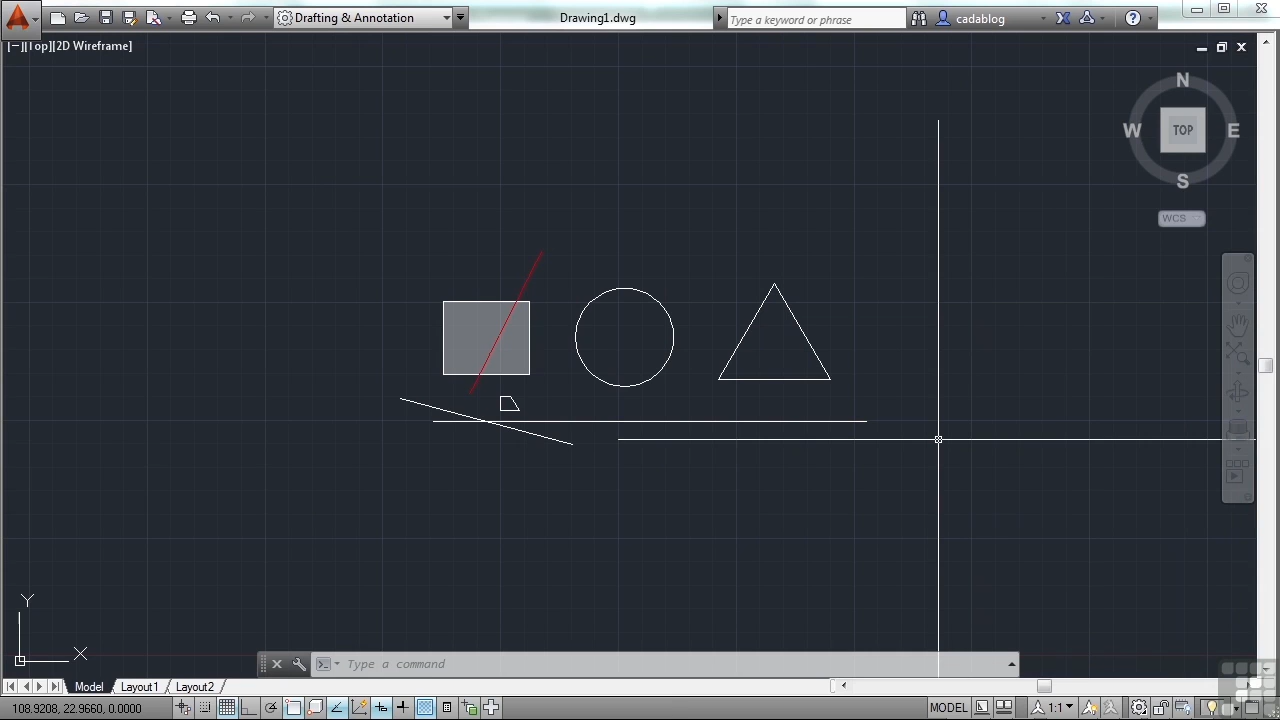 Drafting & Annotation
Drawing1.dwg
Type a keyword or phrase
cadablog
[−][Top][2D Wireframe]
N
W TOP E
S
WCS
Y
X
Type a command
Model Layout1 Layout2
108.9208, 22.9660, 0.0000
MODEL
1:1